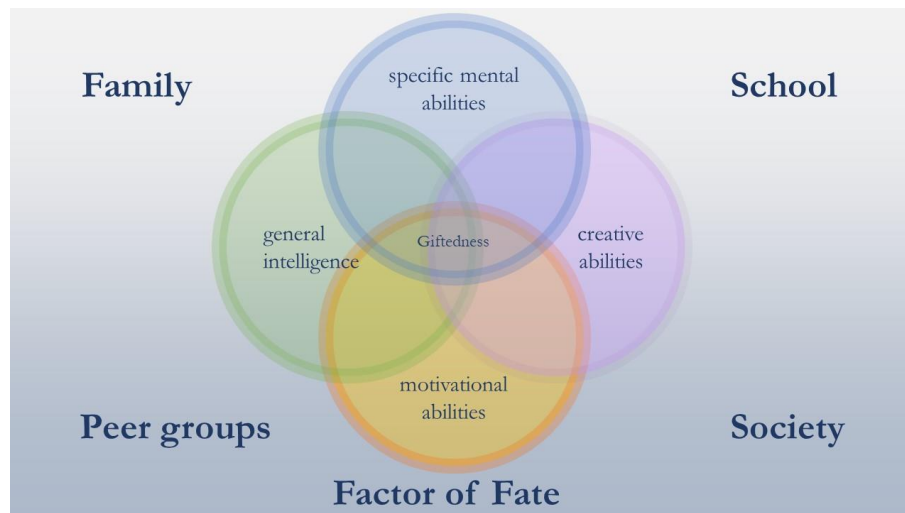 Family
School
specific mental
abilities
general
intelligence
Giftedness
creative
abilities
motivational
abilities
Peer groups
Society
Factor of Fate